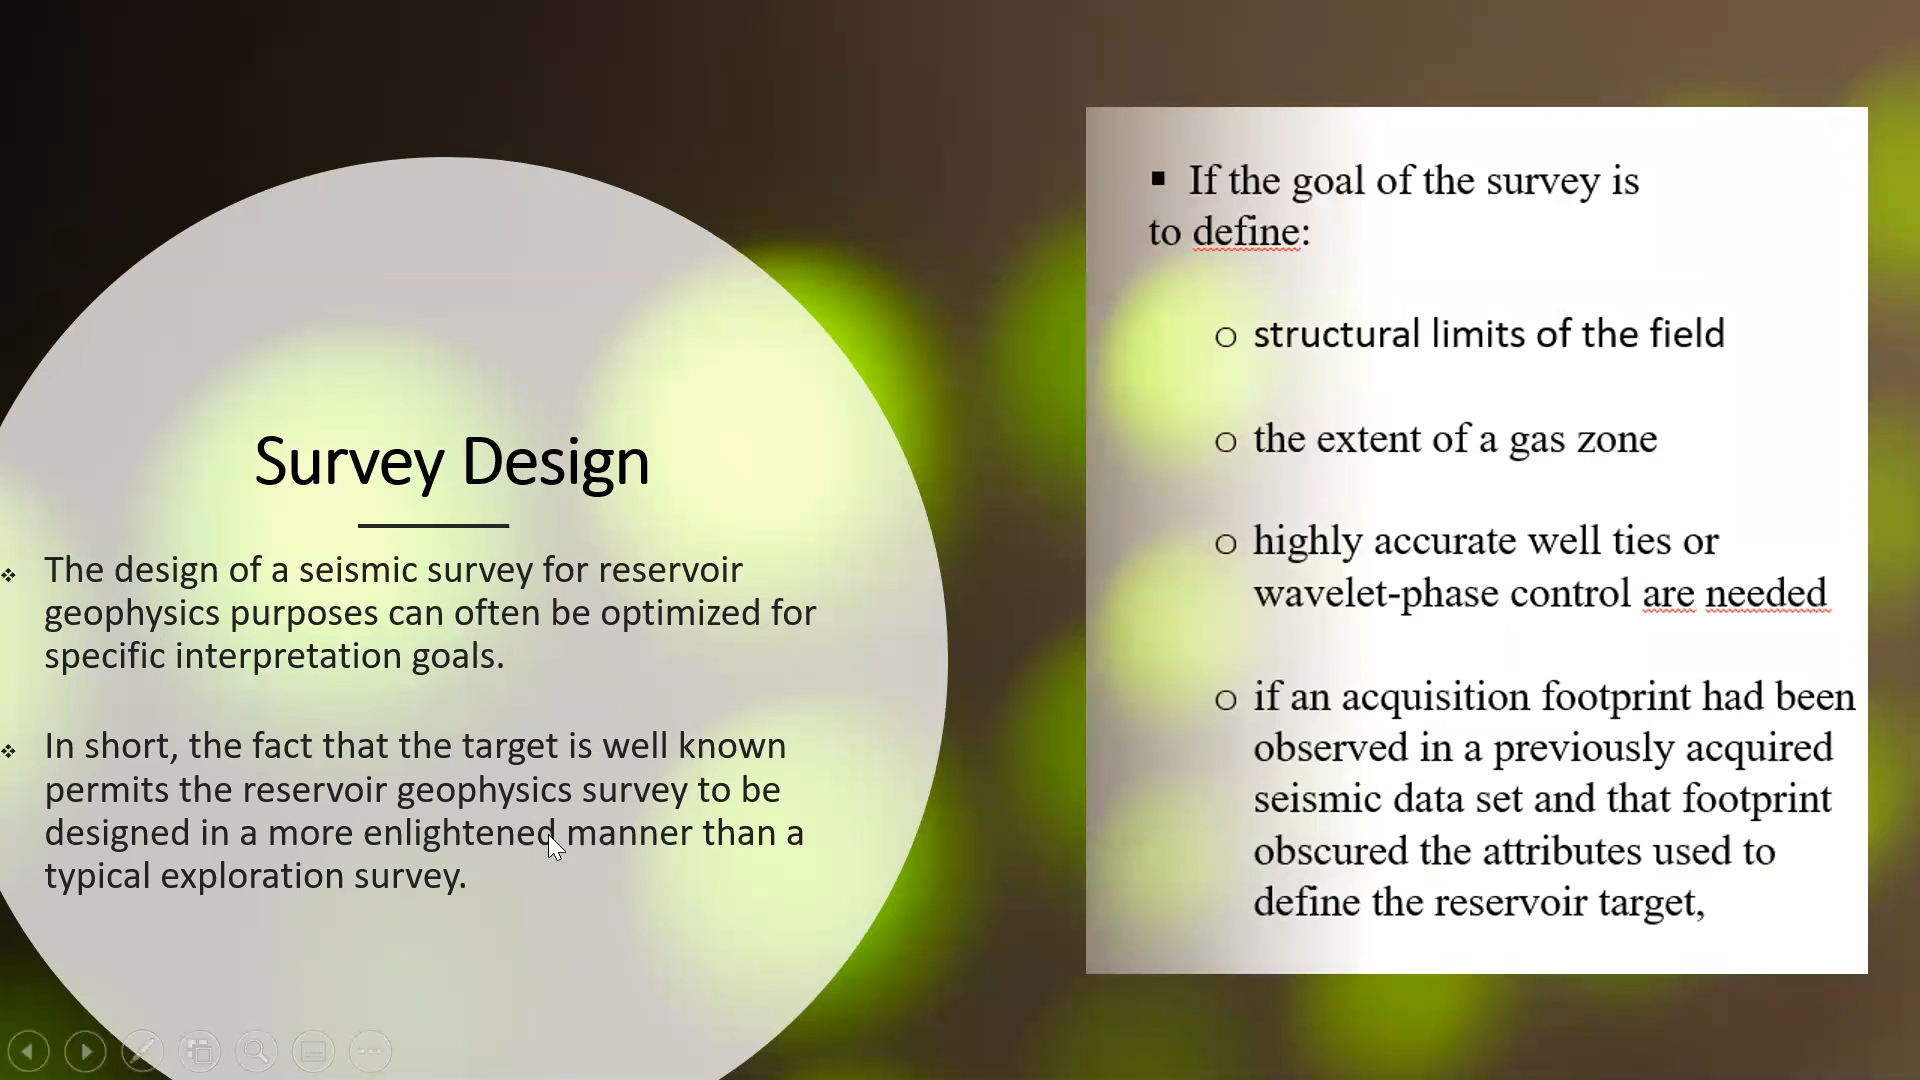 Survey Design
❖ The design of a seismic survey for reservoir
geophysics purposes can often be optimized for
specific interpretation goals.
❖ In short, the fact that the target is well known
permits the reservoir geophysics survey to be
designed in a more enlightened manner than a
typical exploration survey.
▪ If the goal of the survey is
to define:
o structural limits of the field
o the extent of a gas zone
o highly accurate well ties or
wavelet-phase control are needed
o if an acquisition footprint had been
observed in a previously acquired
seismic data set and that footprint
obscured the attributes used to
define the reservoir target,